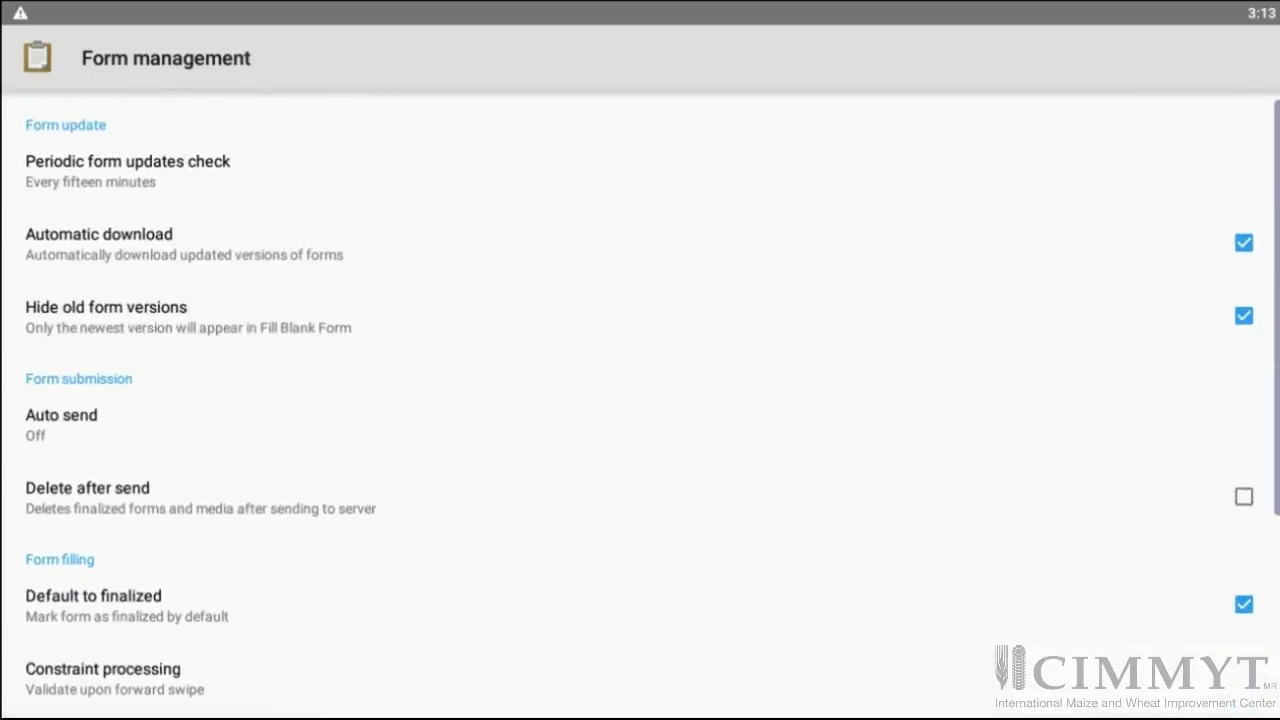 3:13
Form management
Form update
Periodic form updates check
Every fifteen minutes
Automatic download
Automatically download updated versions of forms
Hide old form versions
Only the newest version will appear in Fill Blank Form
Form submission
Auto send
Off
Delete after send
Deletes finalized forms and media after sending to server
Form filling
Default to finalized
Mark form as finalized by default
Constraint processing
Validate upon forward swipe
CIMMYT MR
International Maize and Wheat Improvement Center